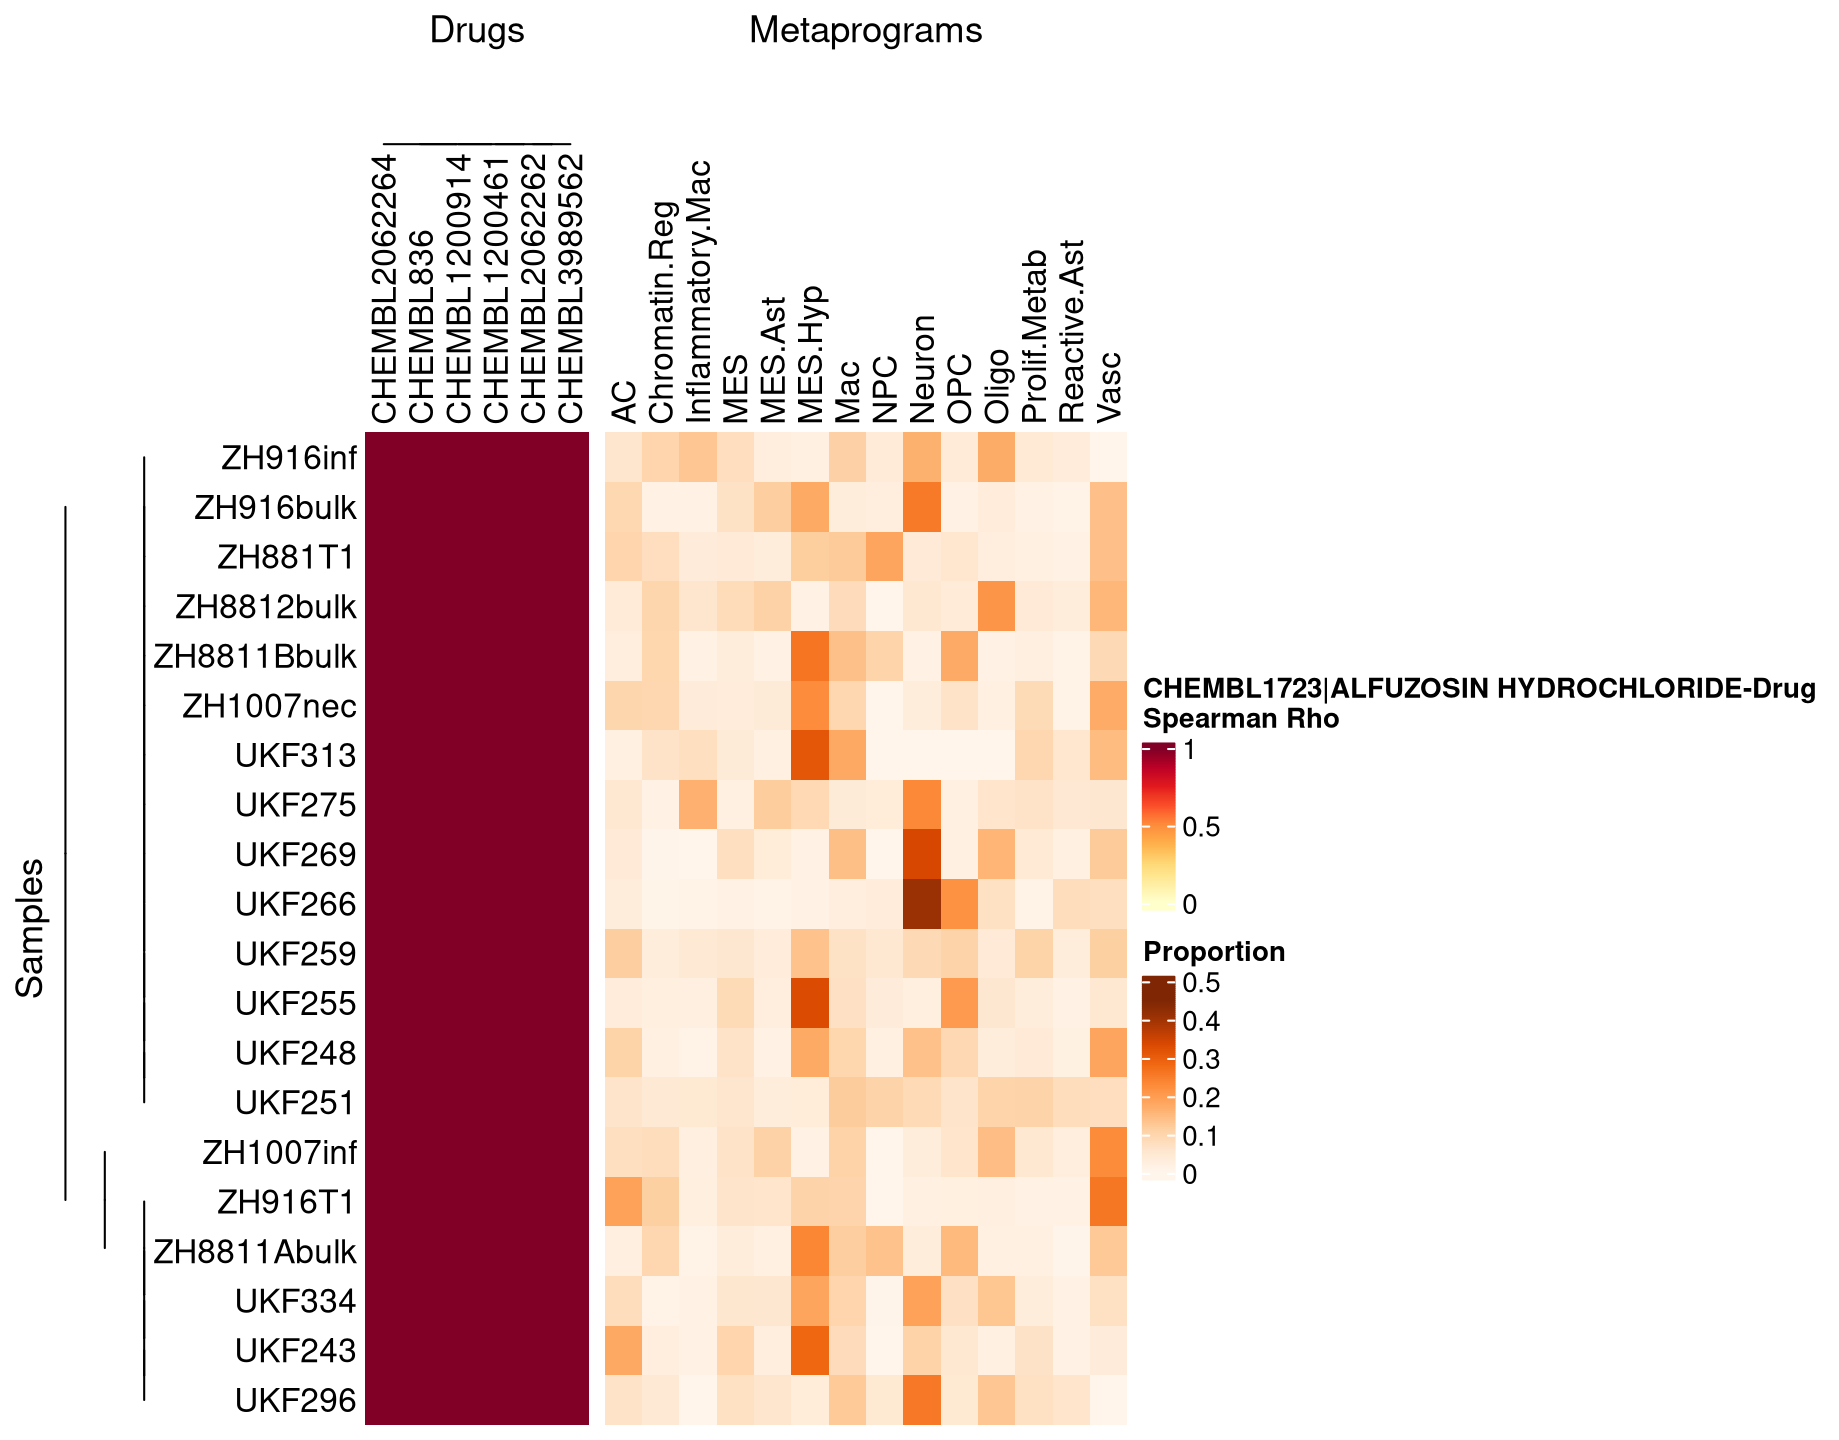 Drugs
Metaprograms
CHEMBL2062264
CHEMBL836
CHEMBL1200914
CHEMBL1200461
CHEMBL2062262
CHEMBL3989562
AC
Chromatin.Reg
Inflammatory.Mac
MES
MES.Ast
MES.Hyp
Mac
NPC
Neuron
OPC
Oligo
Prolif.Metab
Reactive.Ast
Vasc
Samples
ZH916inf
ZH916bulk
ZH881T1
ZH8812bulk
ZH8811Bbulk
ZH1007nec
UKF313
UKF275
UKF269
UKF266
UKF259
UKF255
UKF248
UKF251
ZH1007inf
ZH916T1
ZH8811Abulk
UKF334
UKF243
UKF296
CHEMBL1723|ALFUZOSIN HYDROCHLORIDE-Drug
Spearman Rho
1
0.5
0
Proportion
0.5
0.4
0.3
0.2
0.1
0